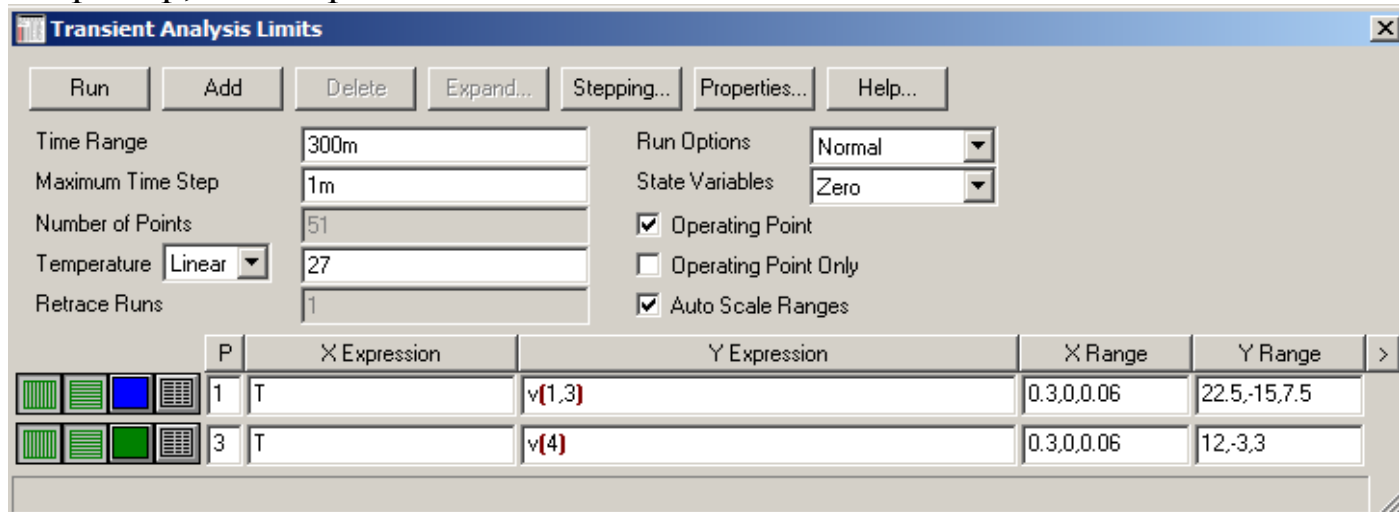 Transient Analysis Limits
Run Add Delete Expand... Stepping... Properties... Help...
Time Range 300m Run Options Normal
Maximum Time Step 1m State Variables Zero
Number of Points 51 Operating Point
Temperature Linear 27 Operating Point Only
Retrace Runs 1 Auto Scale Ranges
P X Expression Y Expression X Range Y Range >
1 T v(1,3) 0.3,0,0.06 22.5,-15,7.5
3 T v(4) 0.3,0,0.06 12,-3,3